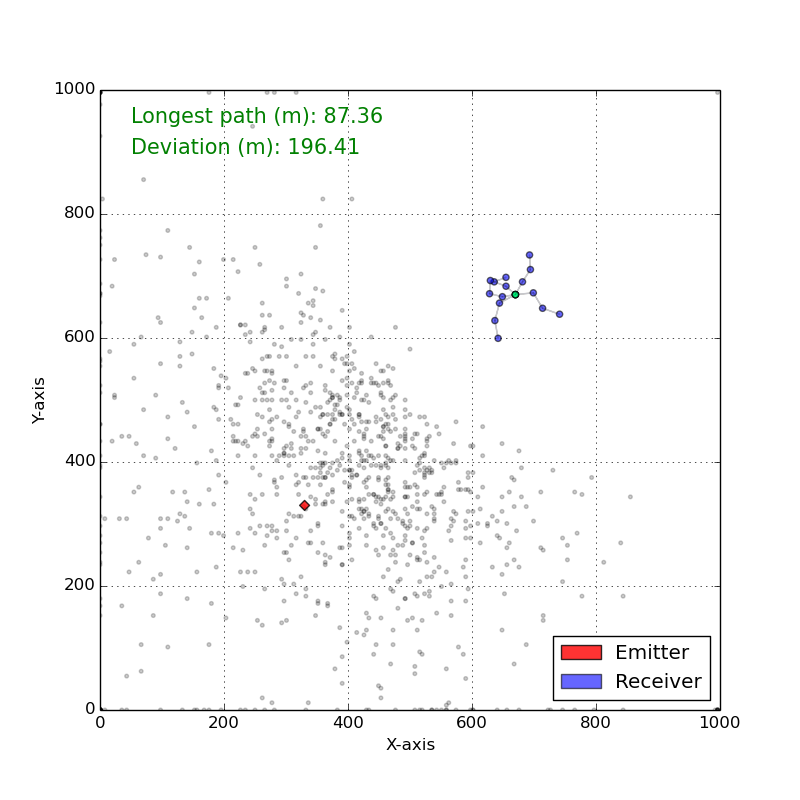 Longest path (m): 87.36
Deviation (m): 196.41
1000
800
600
400
200
0
Y-axis
0 200 400 600 800 1000
X-axis
Emitter
Receiver